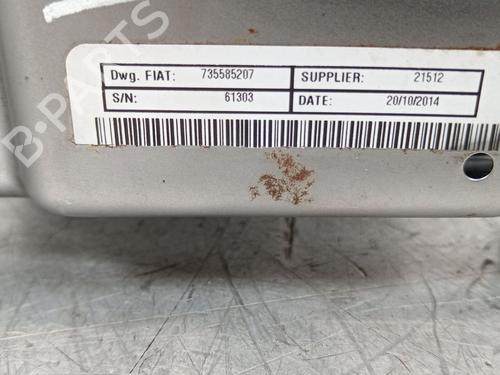 Dwg. FIAT: 735585207 SUPPLIER: 21512
S/N: 61303 DATE: 20/10/2014
B-PARTS